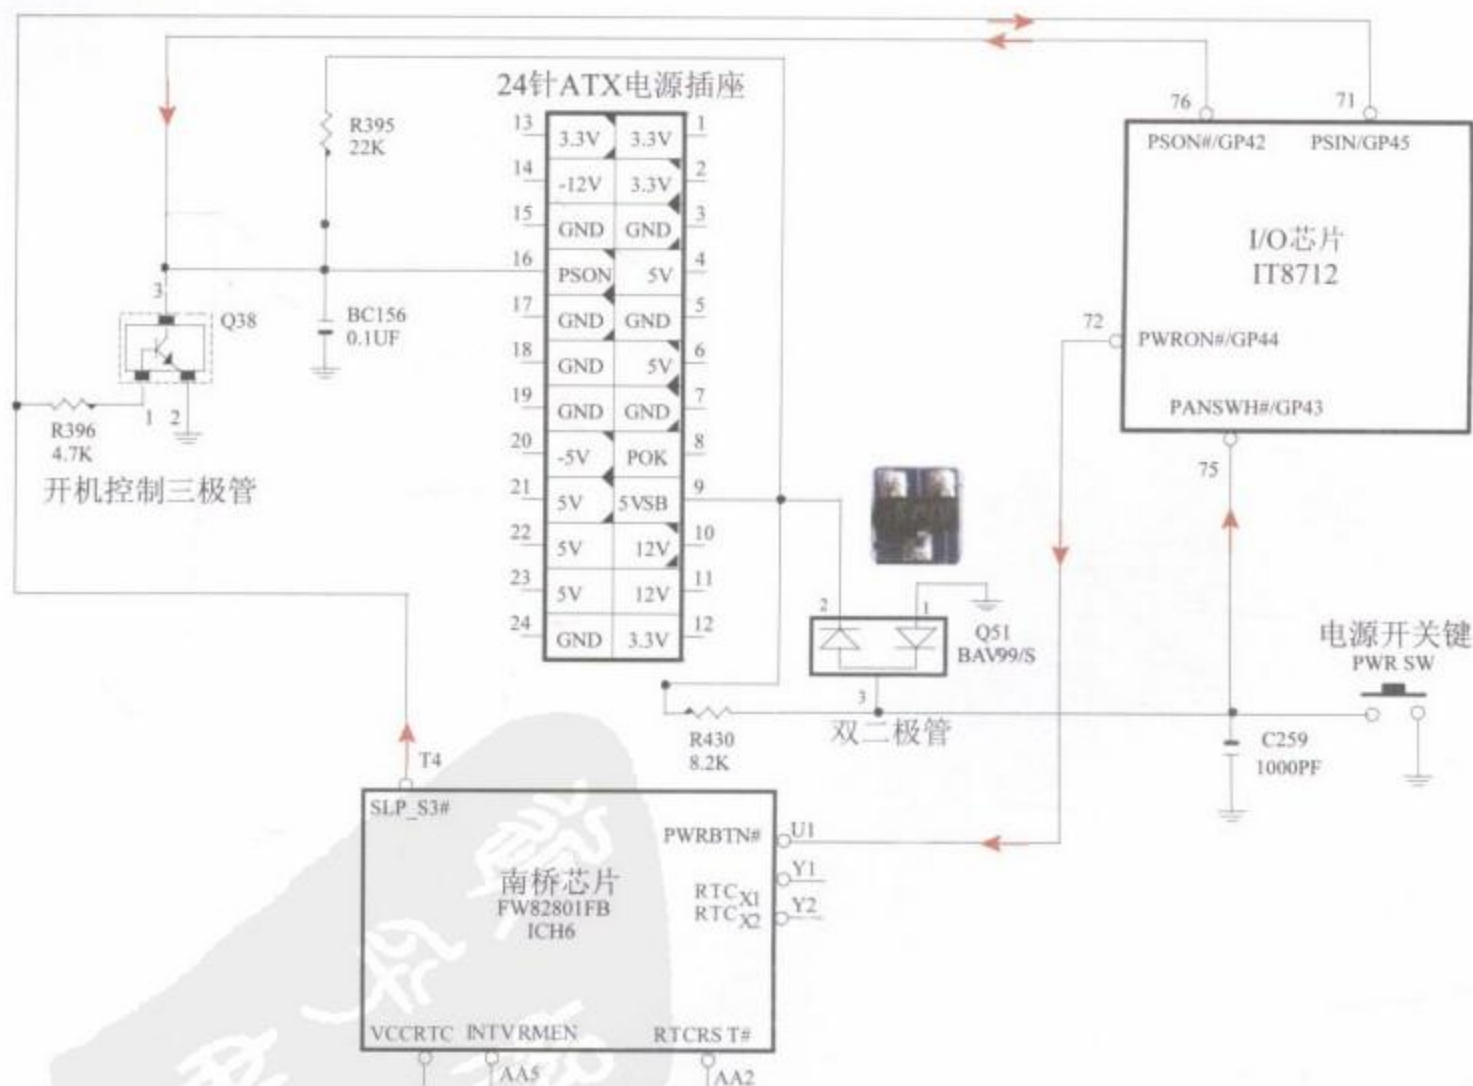 24针ATX电源插座
R395
22K
13
3.3V
3.3V
1
14
-12V
3.3V
2
15
GND
GND
3
16
PSON
5V
4
17
GND
GND
5
18
GND
5V
6
19
GND
GND
7
20
-5V
POK
8
21
5V
5VSB
9
22
5V
12V
10
23
5V
12V
11
24
GND
3.3V
12
76
71
PSON#/GP42
PSIN/GP45
I/O芯片
IT8712
72
PWRON#/GP44
PANSWH#/GP43
75
3
Q38
BC156
0.1UF
1
2
R396
4.7K
开机控制三极管
2
1
Q51
BAV99/S
3
双二极管
R430
8.2K
电源开关键
PWR SW
C259
1000PF
T4
SLP_S3#
PWRBTN#
U1
南桥芯片
FW82801FB
ICH6
RTCX1
Y1
RTCX2
Y2
VCCRTC
INTVRMEN
RTCRS T#
AA5
AA2